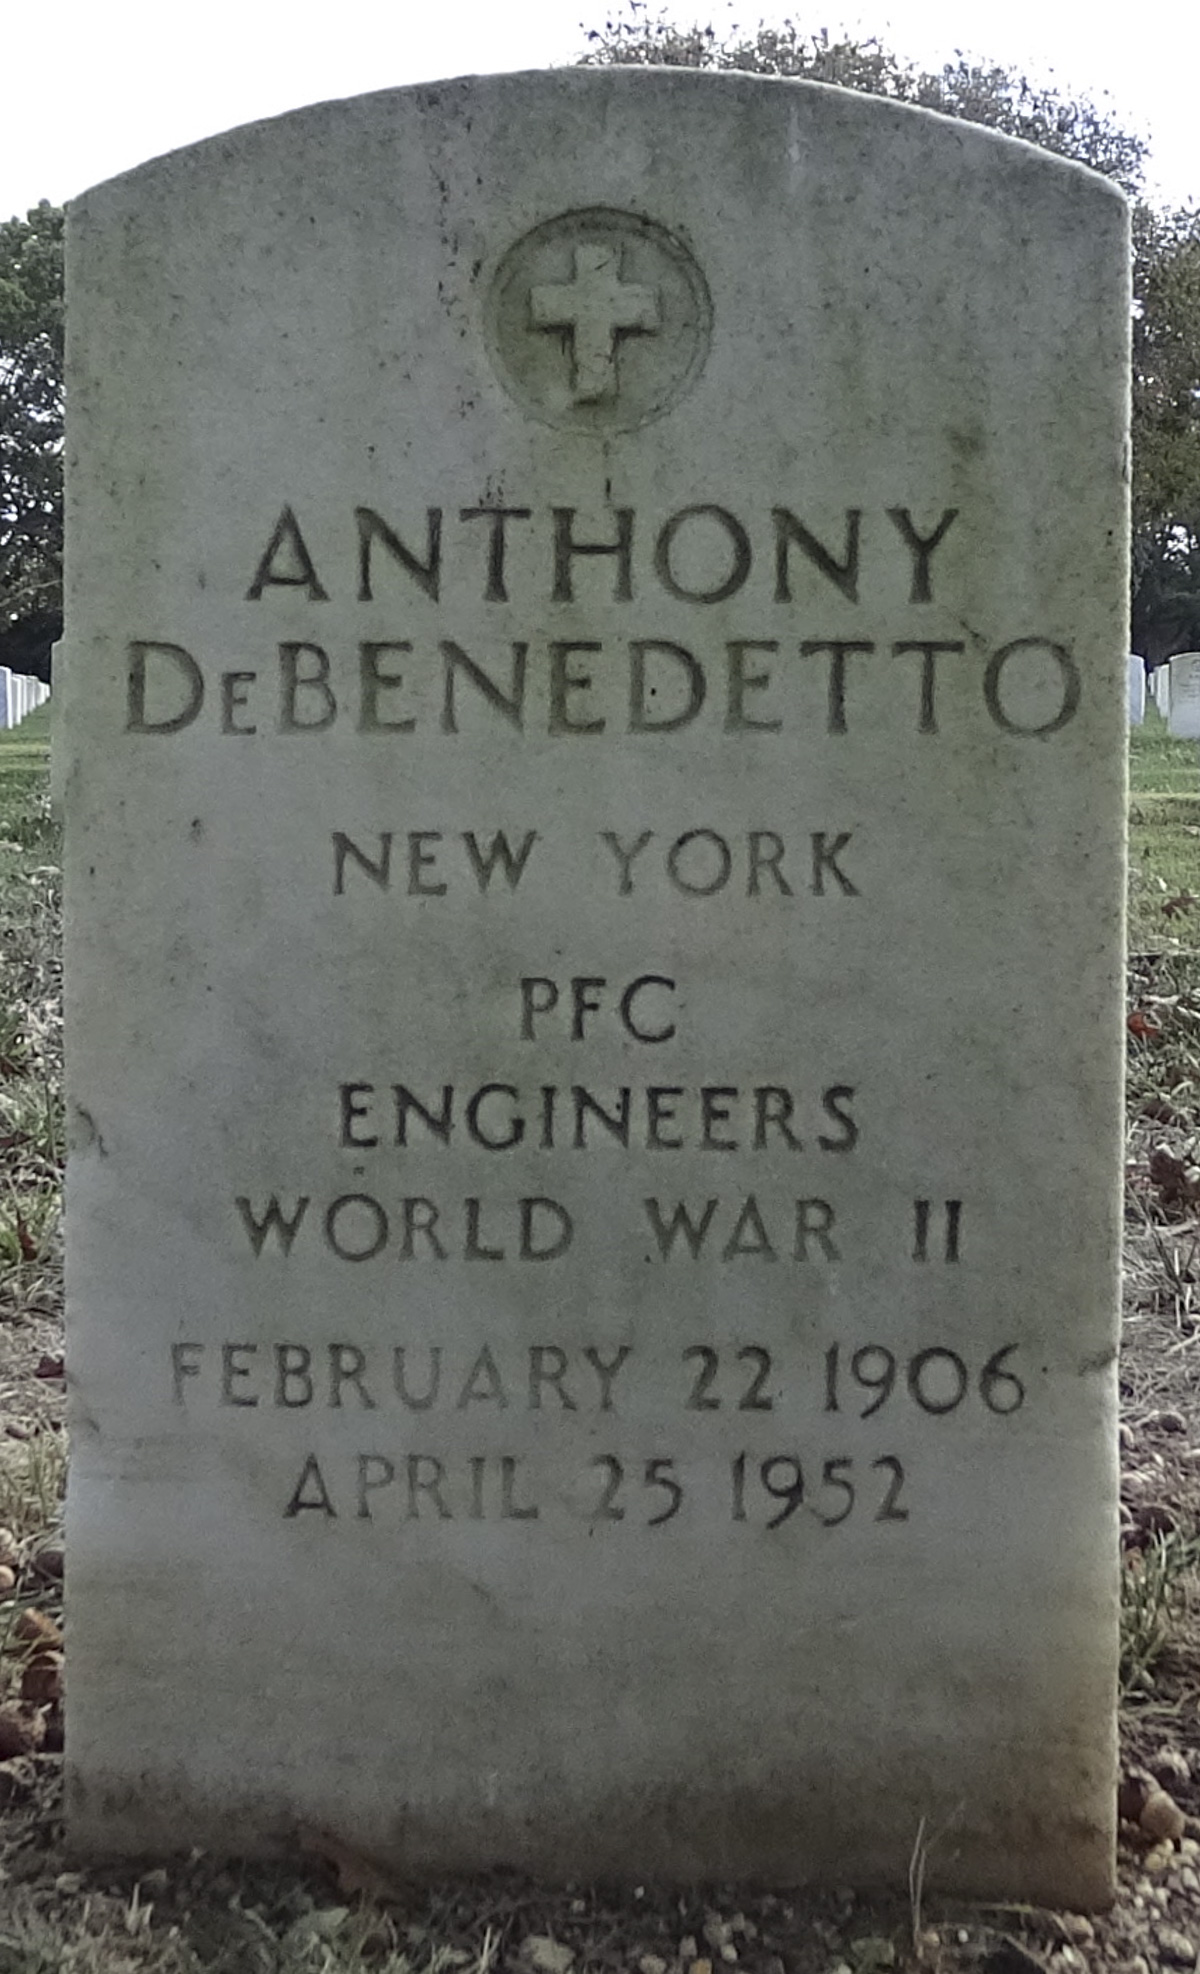 ANTHONY
DeBENEDETTO
NEW YORK
PFC
ENGINEERS
WORLD WAR II
FEBRUARY 22 1906
APRIL 25 1952